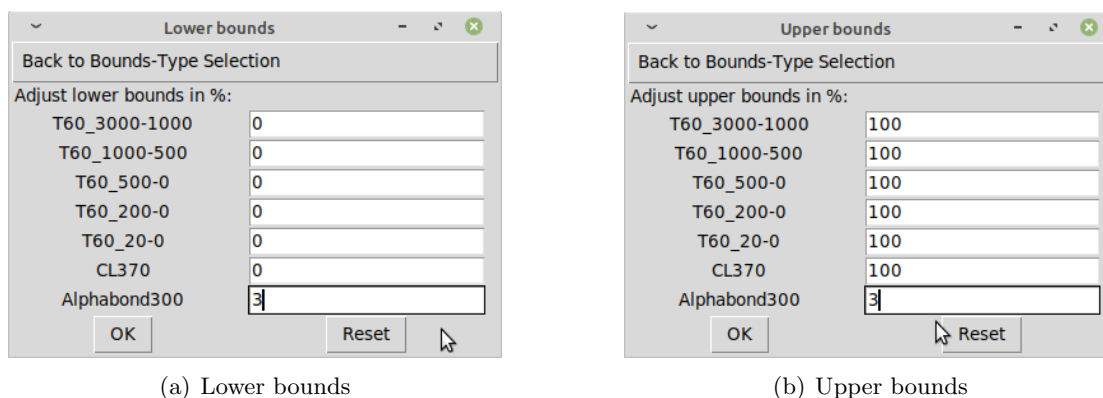 Lower bounds
Back to Bounds-Type Selection
Adjust lower bounds in %:
T60_3000-1000 0
T60_1000-500 0
T60_500-0 0
T60_200-0 0
T60_20-0 0
CL370 0
Alphabond300 3
OK Reset
(a) Lower bounds
Upper bounds
Back to Bounds-Type Selection
Adjust upper bounds in %:
T60_3000-1000 100
T60_1000-500 100
T60_500-0 100
T60_200-0 100
T60_20-0 100
CL370 100
Alphabond300 3
OK Reset
(b) Upper bounds